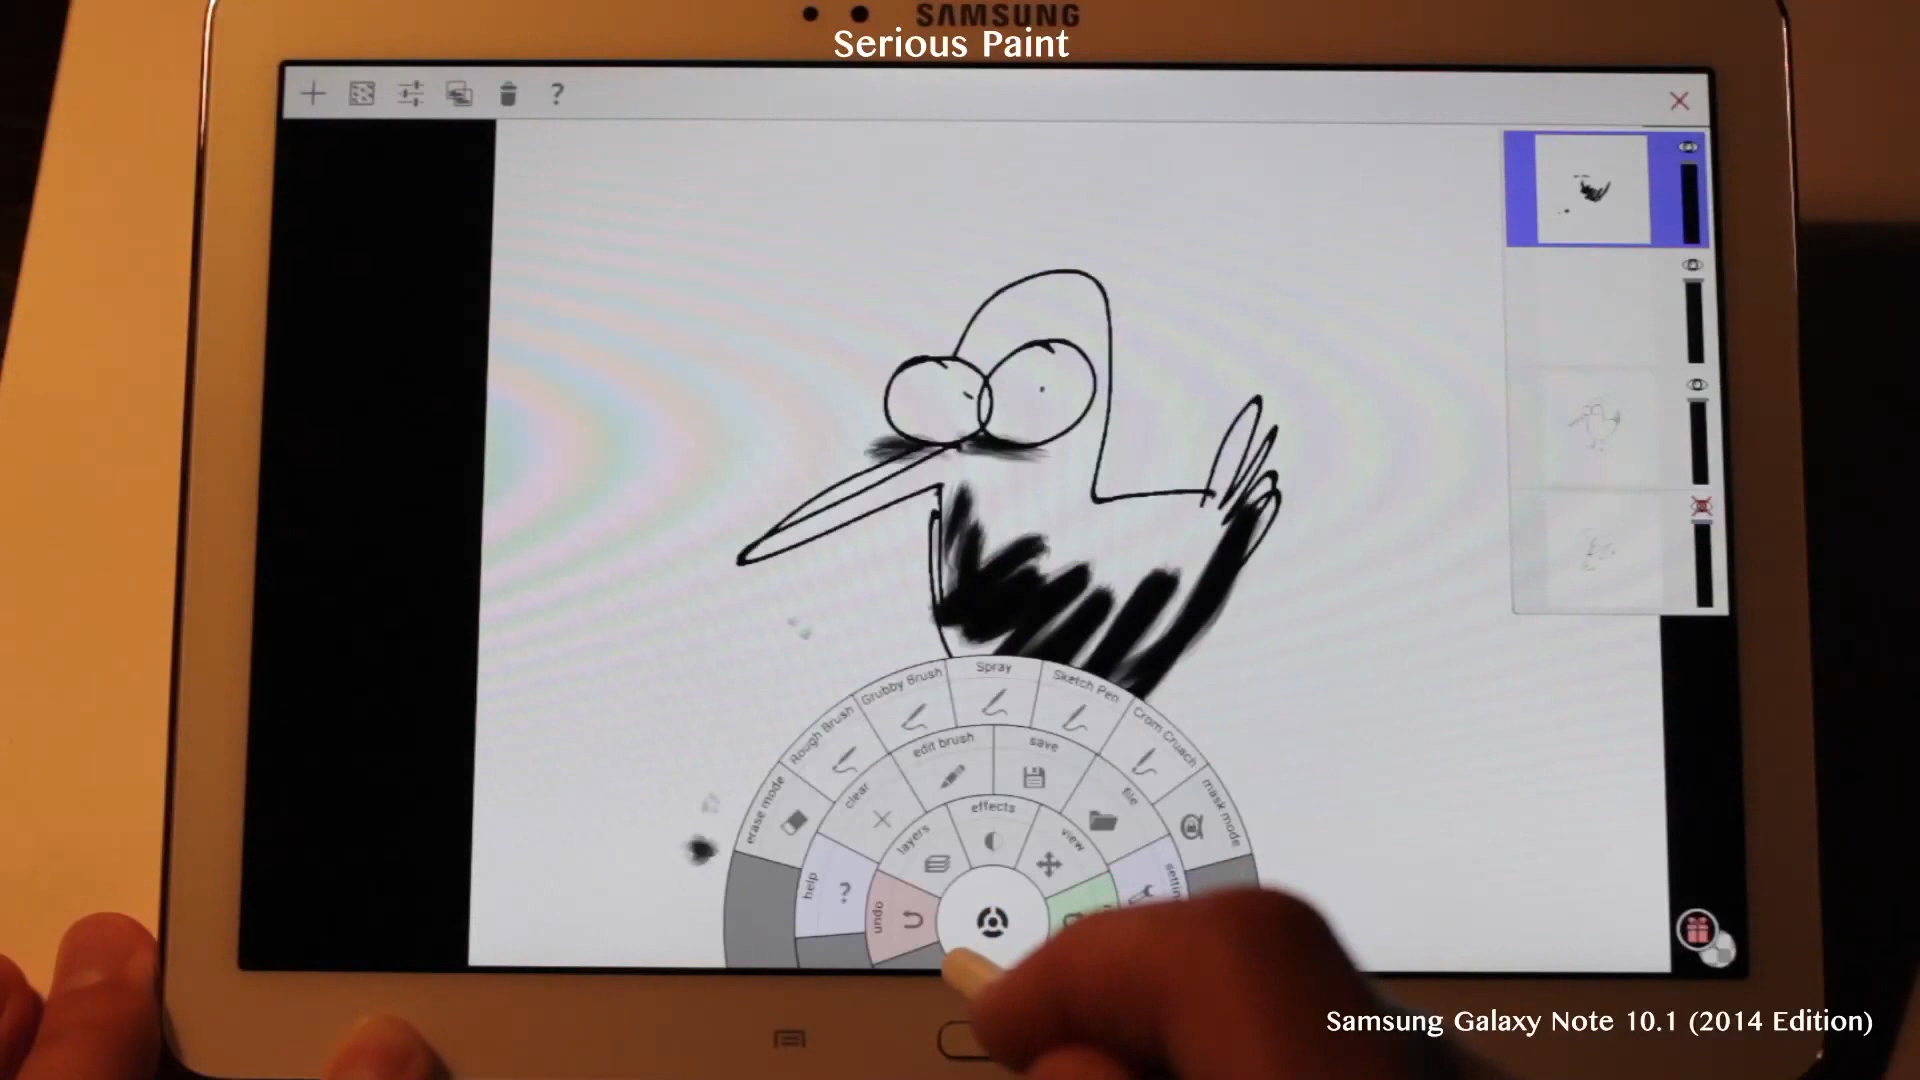 SAMSUNG
Serious Paint
?
Spray
Grubby Brush
Sketch Pen
Rough Brush
Crom Cruach
edit brush
save
erase mode
clear
file
mask mode
effects
layers
view
help
?
undo
Samsung Galaxy Note 10.1 (2014 Edition)